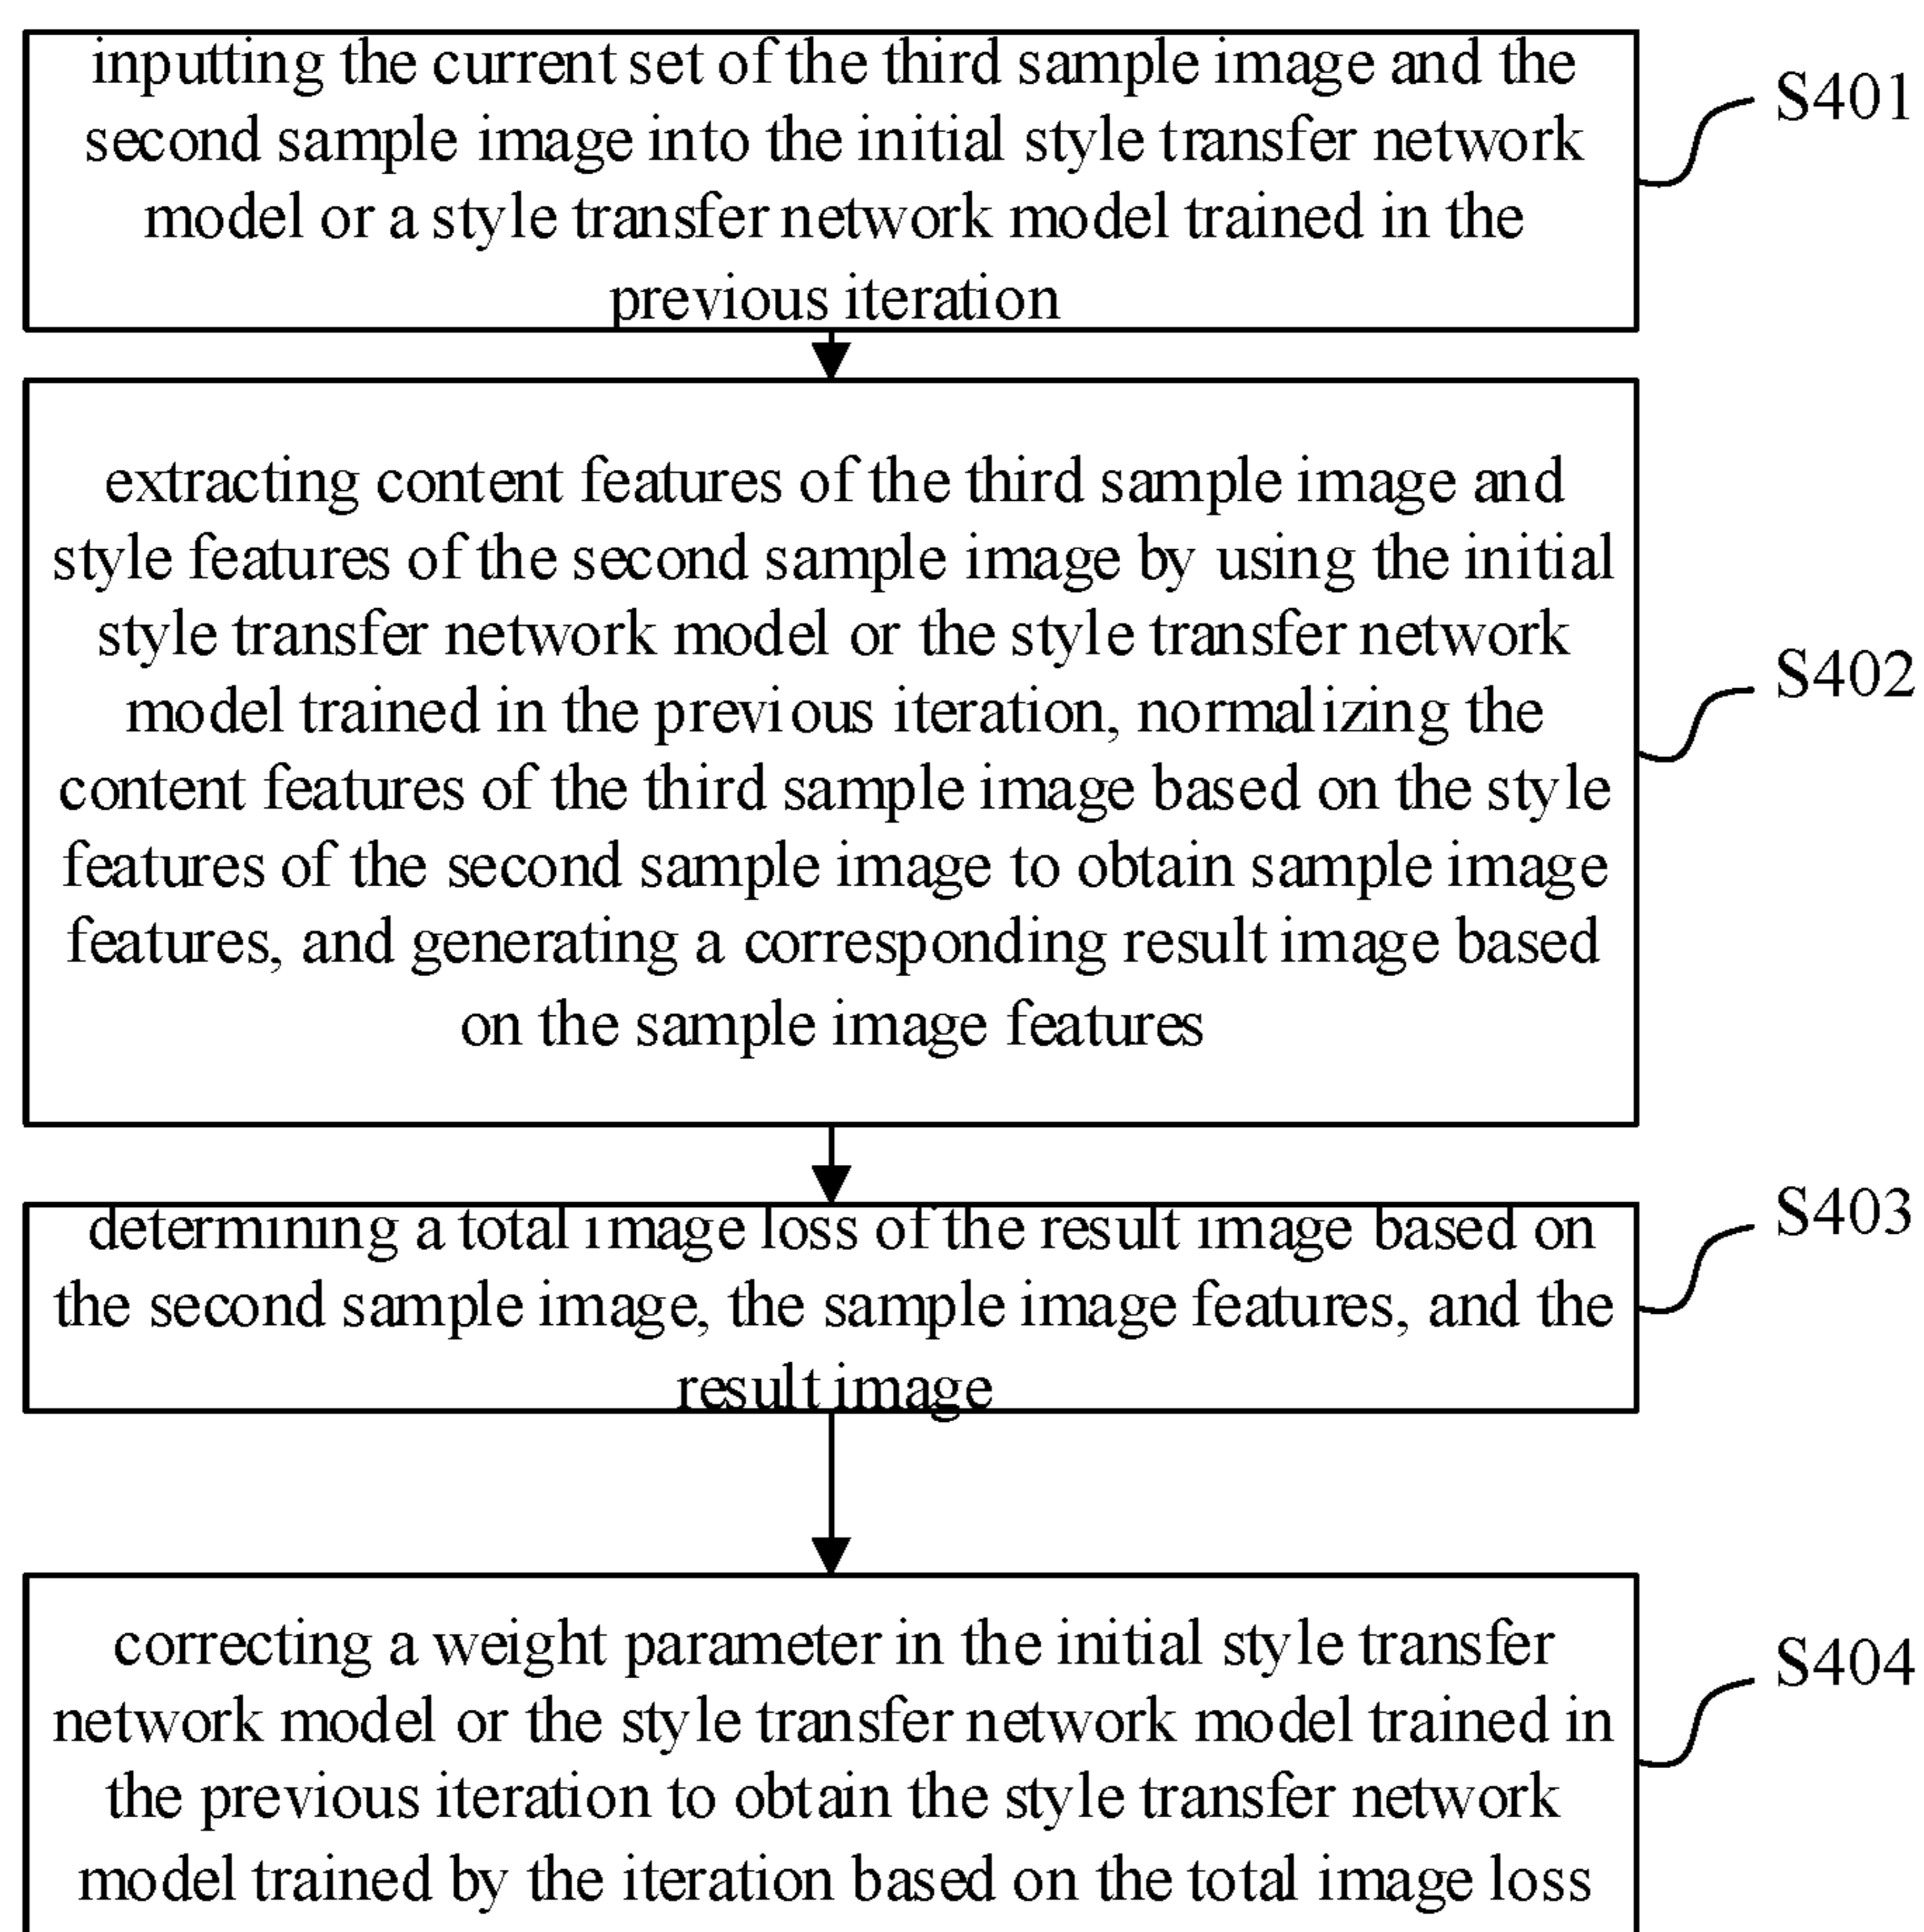 inputting the current set of the third sample image and the
second sample image into the initial style transfer network
model or a style transfer network model trained in the
previous iteration
S401
extracting content features of the third sample image and
style features of the second sample image by using the initial
style transfer network model or the style transfer network
model trained in the previous iteration, normalizing the
content features of the third sample image based on the style
features of the second sample image to obtain sample image
features, and generating a corresponding result image based
on the sample image features
S402
determining a total image loss of the result image based on
the second sample image, the sample image features, and the
result image
S403
correcting a weight parameter in the initial style transfer
network model or the style transfer network model trained in
the previous iteration to obtain the style transfer network
model trained by the iteration based on the total image loss
S404